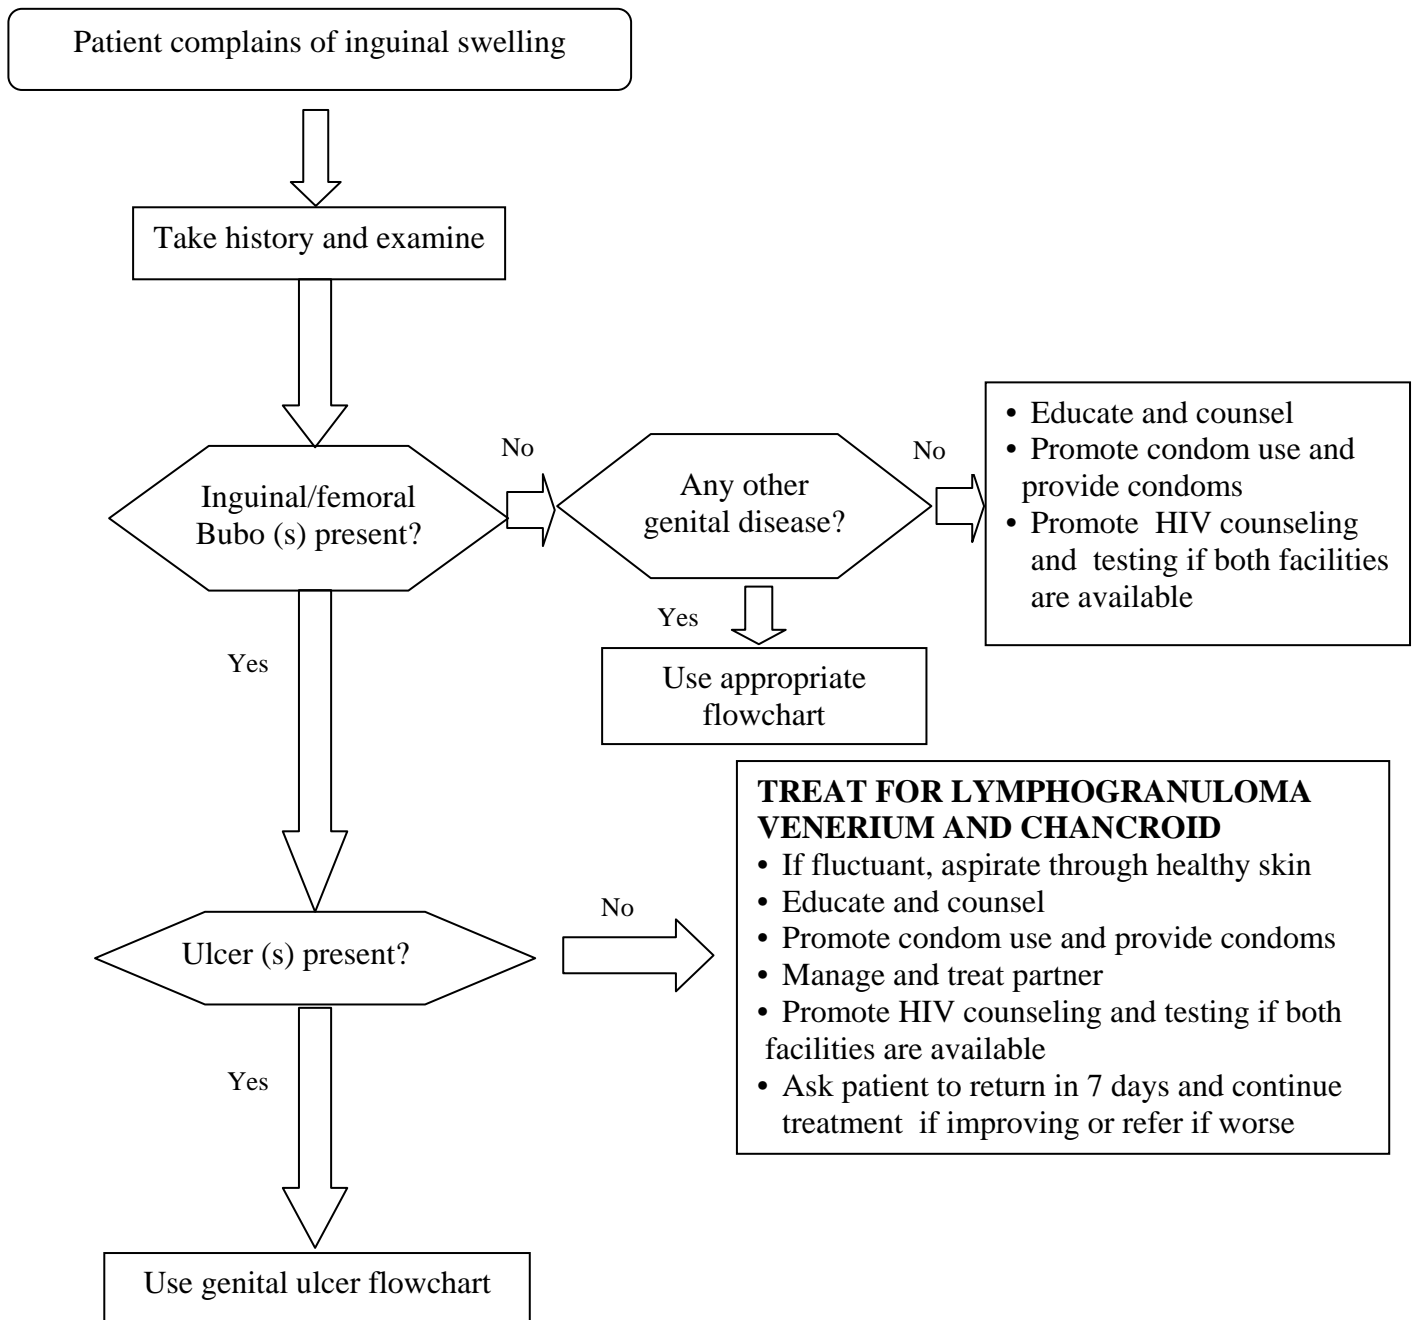 Patient complains of inguinal swelling
Take history and examine
Inguinal/femoral
Bubo (s) present?
No
Any other
genital disease?
No
• Educate and counsel
• Promote condom use and
provide condoms
• Promote HIV counseling
and testing if both facilities
are available
Yes
Use appropriate
flowchart
Yes
Ulcer (s) present?
No
TREAT FOR LYMPHOGRANULOMA
VENERIUM AND CHANCROID
• If fluctuant, aspirate through healthy skin
• Educate and counsel
• Promote condom use and provide condoms
• Manage and treat partner
• Promote HIV counseling and testing if both
facilities are available
• Ask patient to return in 7 days and continue
treatment if improving or refer if worse
Yes
Use genital ulcer flowchart